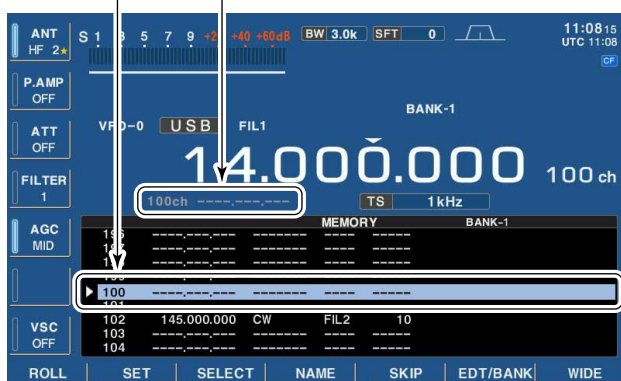 ANT
HF 2★
S 1 3 5 7 9 +20 +40 +60dB
BW 3.0k
SFT 0
11:08 15
UTC 11:08
CF
P.AMP
OFF
BANK-1
ATT
OFF
VFO-0 USB FIL1
14.000.000
100 ch
FILTER
1
100ch ----.---.---
TS 1kHz
AGC
MID
MEMORY BANK-1
----.---.--- ------- ---- -----
----.---.--- ------- ---- -----
----.---.--- ------- ---- -----
100 ----.---.--- ------- ---- -----
101
102 145.000.000 CW FIL2 10
103 ----.---.--- ------- ---- -----
104 ----.---.--- ------- ---- -----
VSC
OFF
ROLL SET SELECT NAME SKIP EDT/BANK WIDE